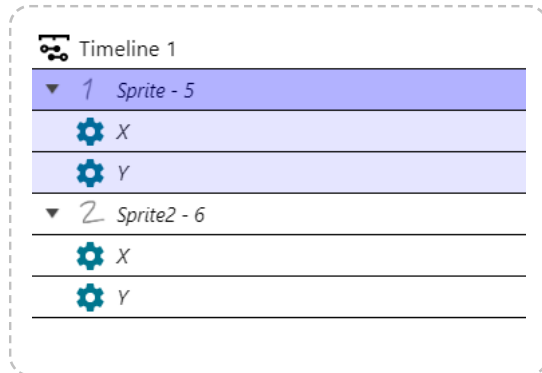 Timeline 1
1 Sprite - 5
X
Y
2 Sprite2 - 6
X
Y